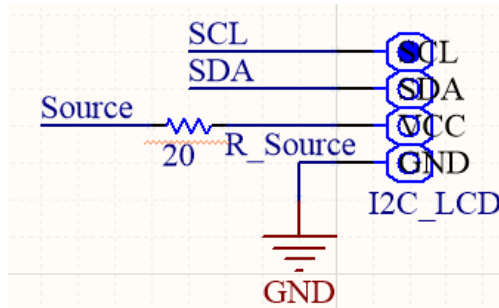 SCL
SCL
SDA
SDA
Source
VCC
20
R_Source
GND
I2C_LCD
GND